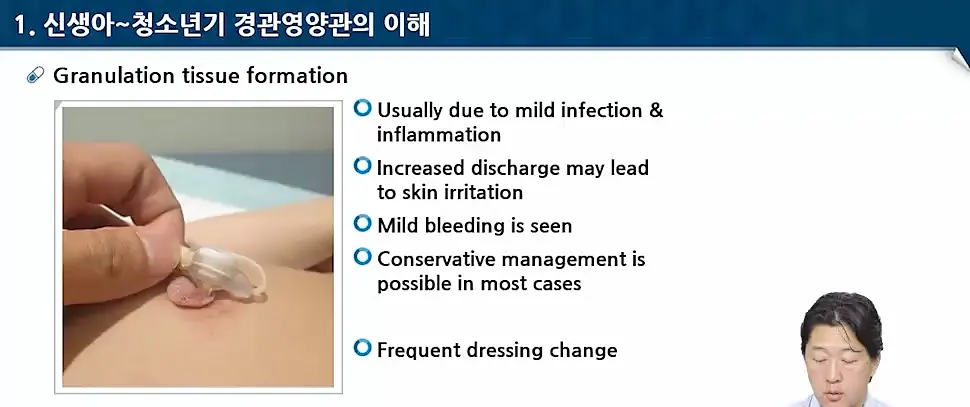 1. 신생아~청소년기 경관영양관의 이해
Granulation tissue formation
Usually due to mild infection &
inflammation
Increased discharge may lead
to skin irritation
Mild bleeding is seen
Conservative management is
possible in most cases
Frequent dressing change